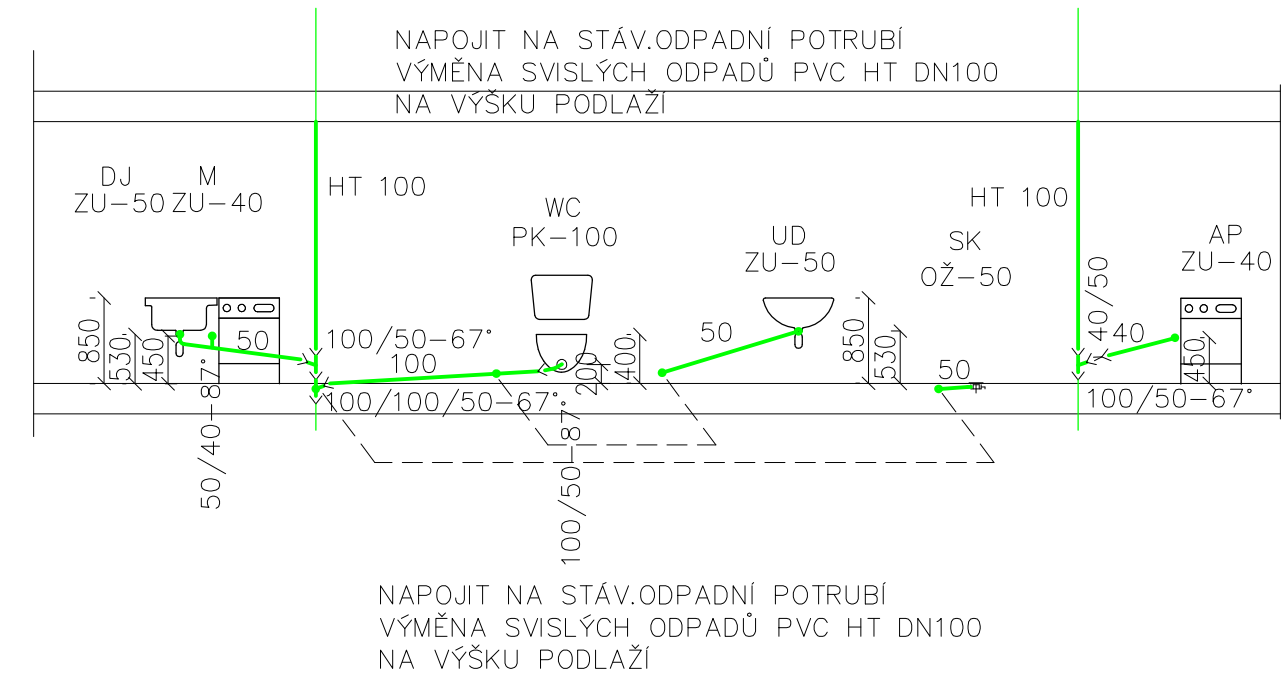 NAPOJIT NA STÁV.ODPADNÍ POTRUBÍ
VÝMĚNA SVISLÝCH ODPADŮ PVC HT DN100
NA VÝŠKU PODLAŽÍ
DJ
ZU-50
M
ZU-40
HT 100
WC
PK-100
UD
ZU-50
SK
OŽ-50
HT 100
AP
ZU-40
850
530
450
50
50/40-87°
100/50-67°
100
100/100/50-67°
100/50-87°
200
400
50
850
530
50
40/50
40
450
100/50-67°
NAPOJIT NA STÁV.ODPADNÍ POTRUBÍ
VÝMĚNA SVISLÝCH ODPADŮ PVC HT DN100
NA VÝŠKU PODLAŽÍ